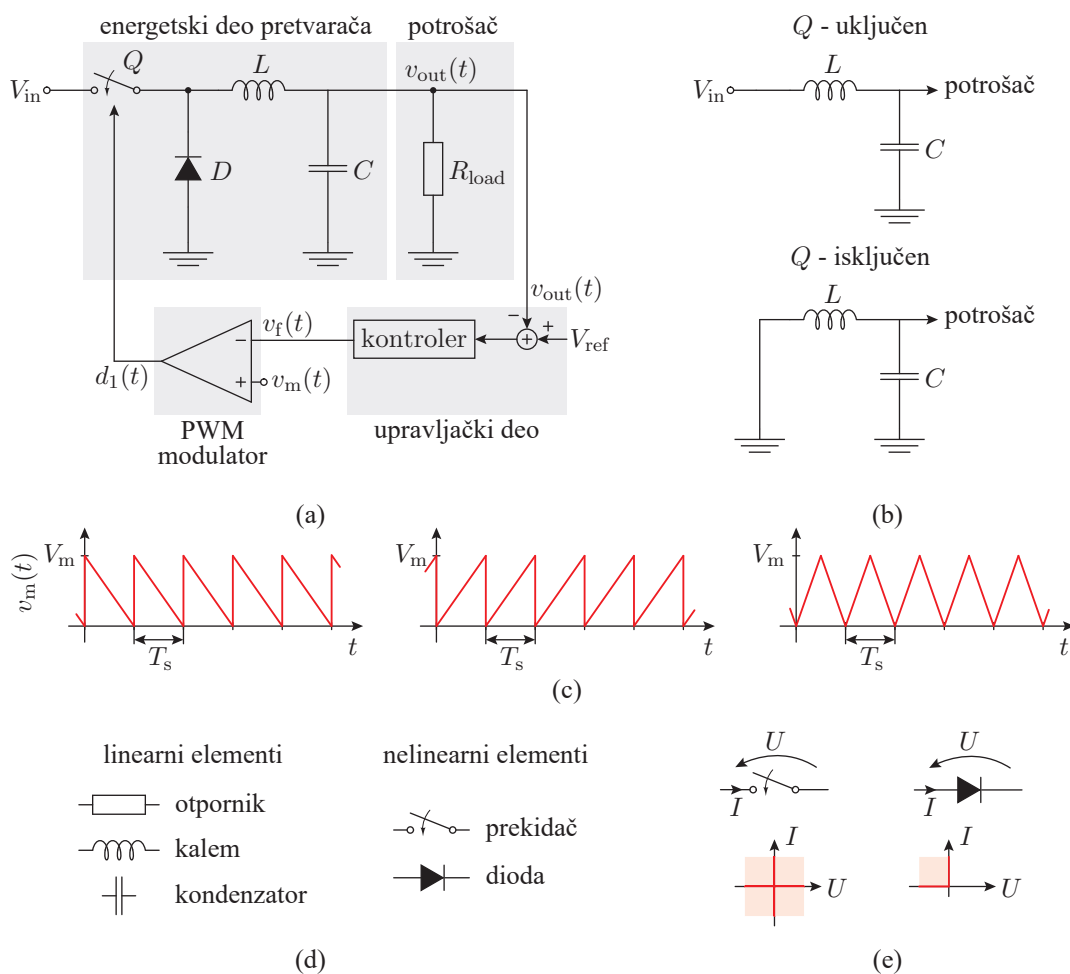 energetski deo pretvarača
potrošač
V_in
Q
L
v_out(t)
D
C
R_load
v_out(t)
v_f(t)
kontroler
−
+
+
V_ref
d_1(t)
−
+
v_m(t)
PWM
modulator
upravljački deo
(a)
Q - uključen
L
V_in
potrošač
C
Q - isključen
L
potrošač
C
(b)
v_m(t)
V_m
T_s
t
V_m
T_s
t
V_m
T_s
t
(c)
linearni elementi
otpornik
kalem
kondenzator
nelinearni elementi
prekidač
dioda
(d)
U
I
I
U
U
I
I
U
(e)